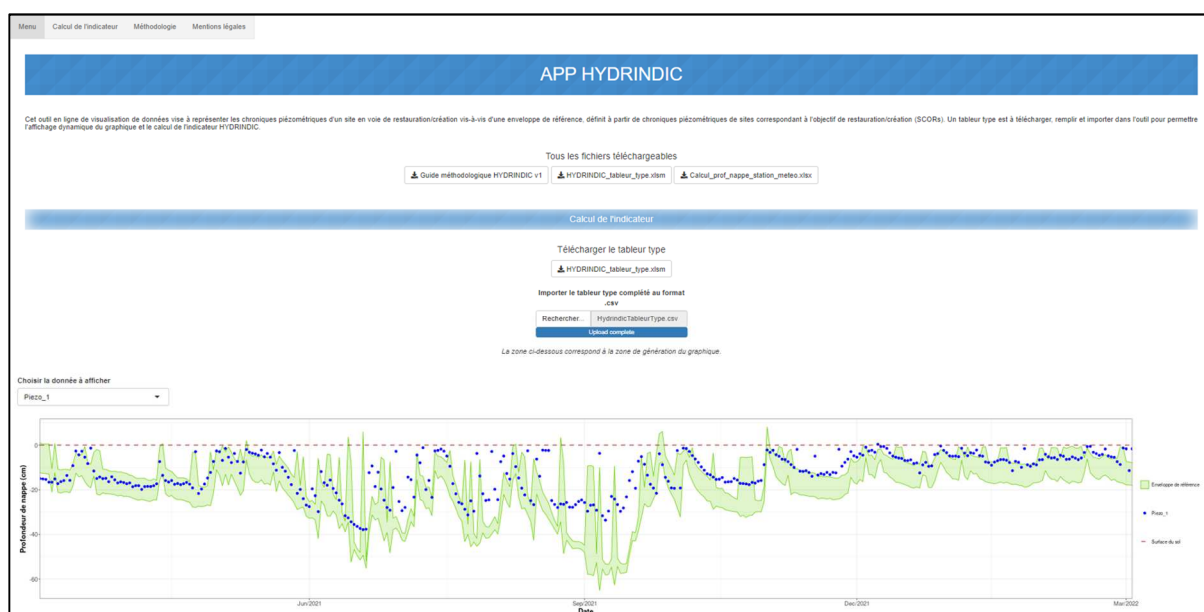 Menu Calcul de l'indicateur Méthodologie Mentions légales
APP HYDRINDIC
Cet outil en ligne de visualisation de données vise à représenter les chroniques piézométriques d'un site en voie de restauration/création vis-à-vis d'une enveloppe de référence, définit à partir de chroniques piézométriques de sites correspondant à l'objectif de restauration/création (SCORs). Un tableur type est à télécharger, remplir et importer dans l'outil pour permettre
l'affichage dynamique du graphique et le calcul de l'indicateur HYDRINDIC.
Tous les fichiers téléchargeables
Guide méthodologique HYDRINDIC v1 HYDRINDIC_tableur_type.xlsm Calcul_prof_nappe_station_meteo.xlsx
Calcul de l'indicateur
Télécharger le tableur type
HYDRINDIC_tableur_type.xlsm
Importer le tableur type complété au format
.csv
Rechercher... HydrindicTableurType.csv
Upload complete
La zone ci-dessous correspond à la zone de génération du graphique.
Choisir la donnée à afficher
Piezo_1
Profondeur de nappe (cm)
0
-20
-40
-60
Enveloppe de référence
Piezo_1
Surface du sol
Jun/2021 Sep/2021 Dec/2021 Mar/2022
Date